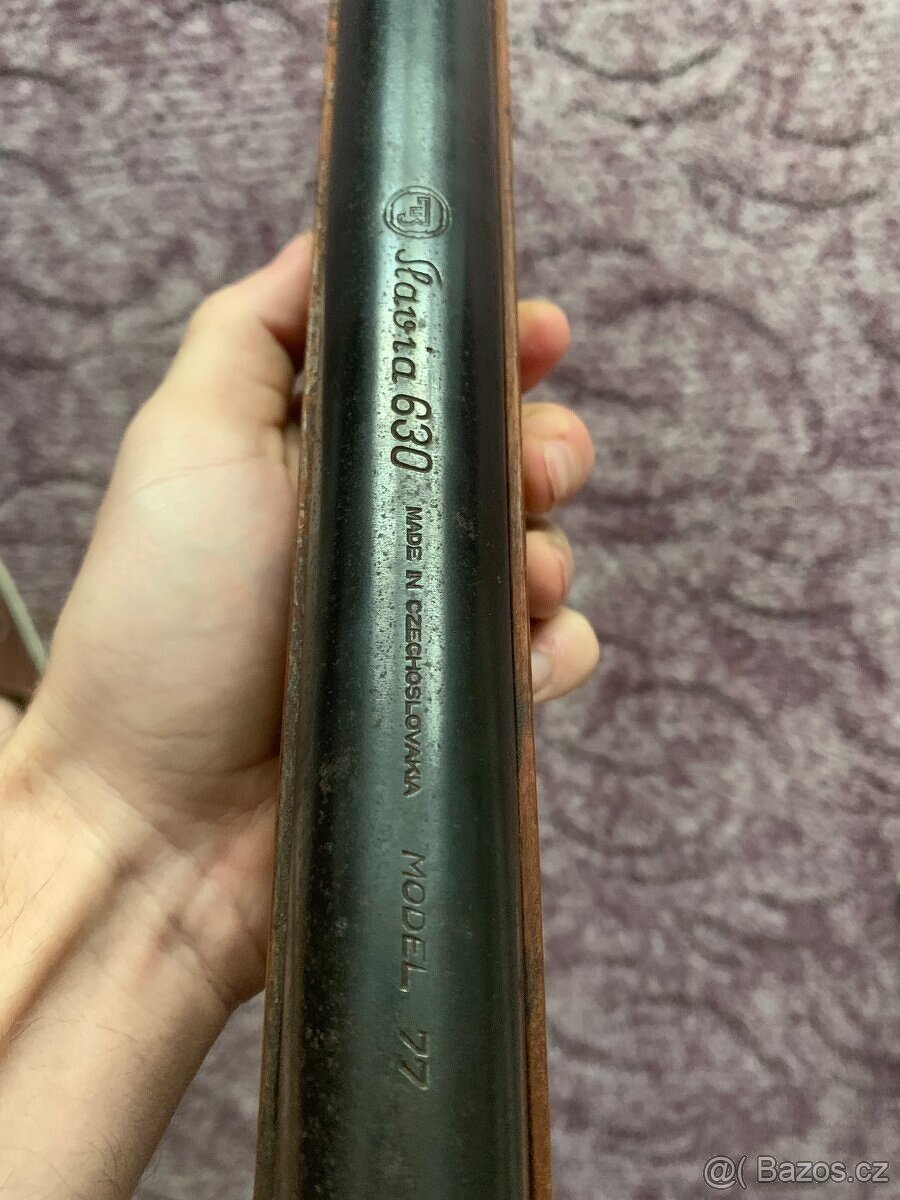 Slavia 630 MADE IN CZECHOSLOVAKIA MODEL 77
@( Bazos.cz